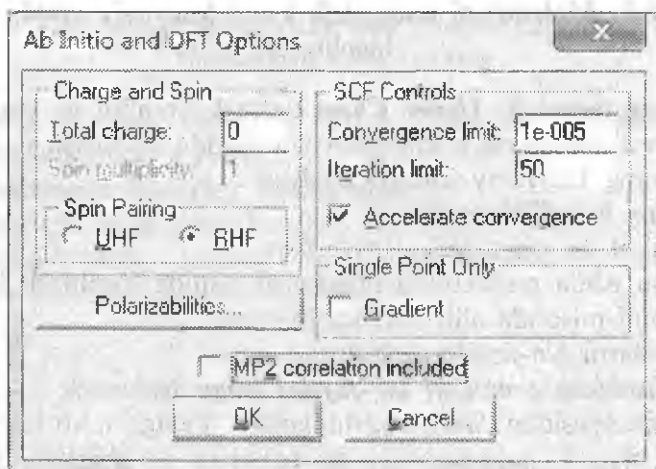 Ab Initio and DFT Options
Charge and Spin
Total charge: 0
Spin multiplicity: 1
Spin Pairing
UHF RHF
Polarizabilities...
SCF Controls
Convergence limit: 1e-005
Iteration limit: 50
Accelerate convergence
Single Point Only
Gradient
MP2 correlation included
OK Cancel